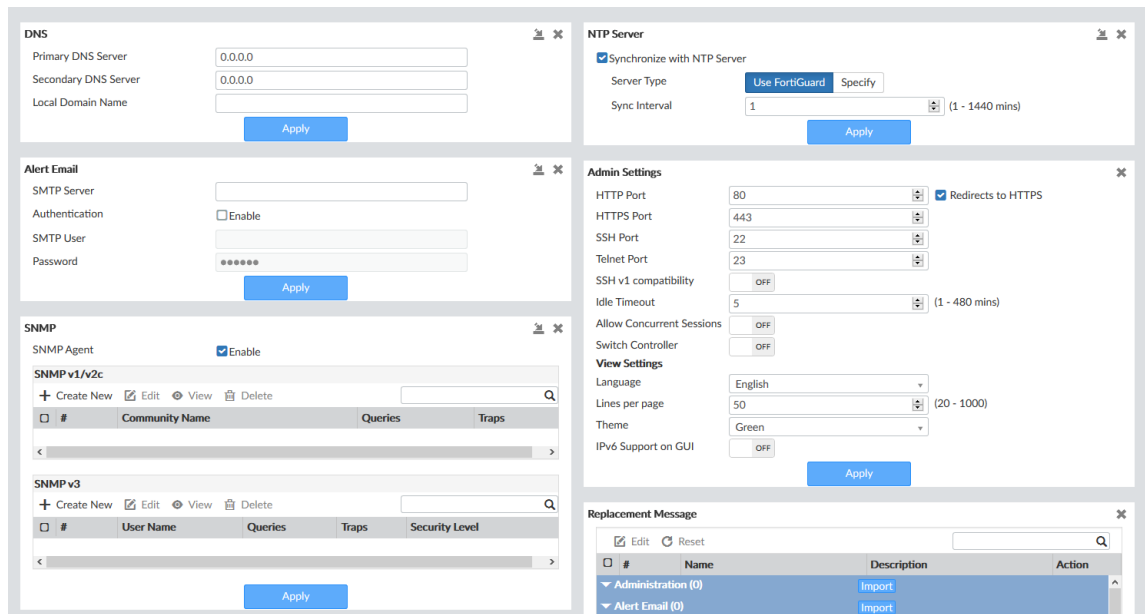 DNS
Primary DNS Server 0.0.0.0
Secondary DNS Server 0.0.0.0
Local Domain Name
Apply
Alert Email
SMTP Server
Authentication Enable
SMTP User
Password ●●●●●●
Apply
SNMP
SNMP Agent Enable
SNMP v1/v2c
Create New Edit View Delete
# Community Name Queries Traps
SNMP v3
Create New Edit View Delete
# User Name Queries Traps Security Level
Apply
NTP Server
Synchronize with NTP Server
Server Type Use FortiGuard Specify
Sync Interval 1 (1 - 1440 mins)
Apply
Admin Settings
HTTP Port 80 Redirects to HTTPS
HTTPS Port 443
SSH Port 22
Telnet Port 23
SSH v1 compatibility OFF
Idle Timeout 5 (1 - 480 mins)
Allow Concurrent Sessions OFF
Switch Controller OFF
View Settings
Language English
Lines per page 50 (20 - 1000)
Theme Green
IPv6 Support on GUI OFF
Apply
Replacement Message
Edit Reset
# Name Description Action
Administration (0) Import
Alert Email (0) Import